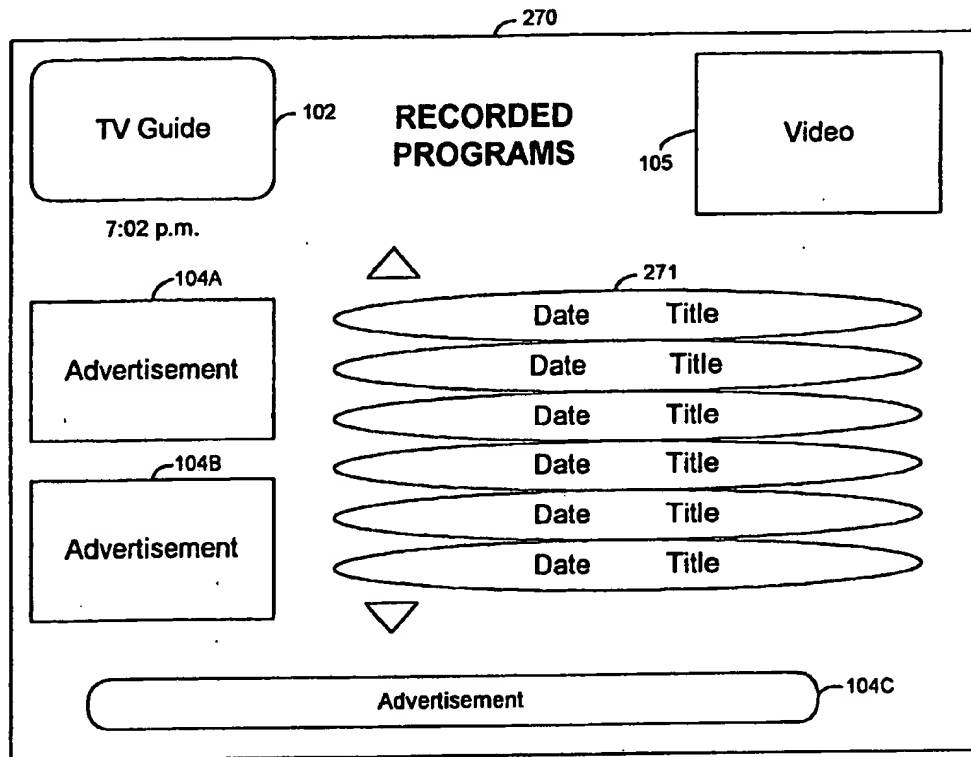 270
TV Guide
102
RECORDED
PROGRAMS
105
Video
7:02 p.m.
104A
Advertisement
104B
Advertisement
271
Date Title
Date Title
Date Title
Date Title
Date Title
Date Title
Advertisement
104C